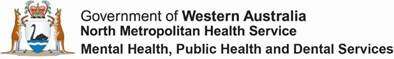 Government of Western Australia
North Metropolitan Health Service
Mental Health, Public Health and Dental Services